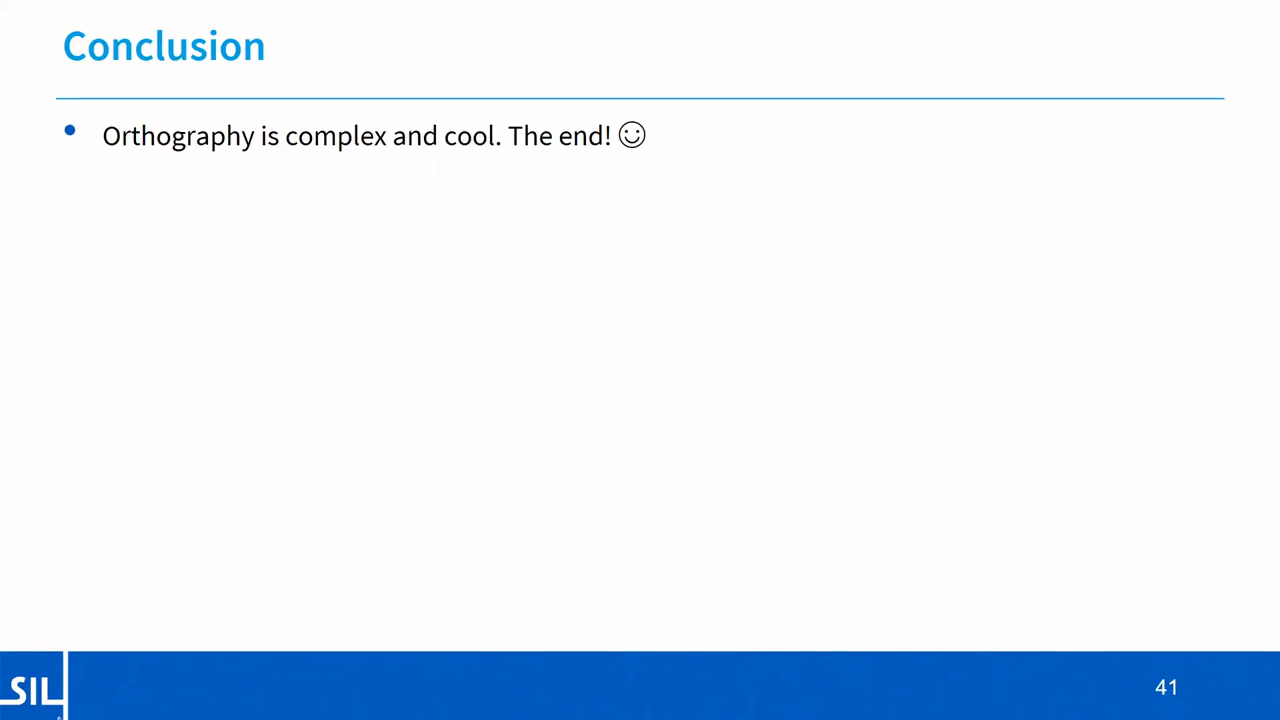 Conclusion
• Orthography is complex and cool. The end! ☺
SIL
41